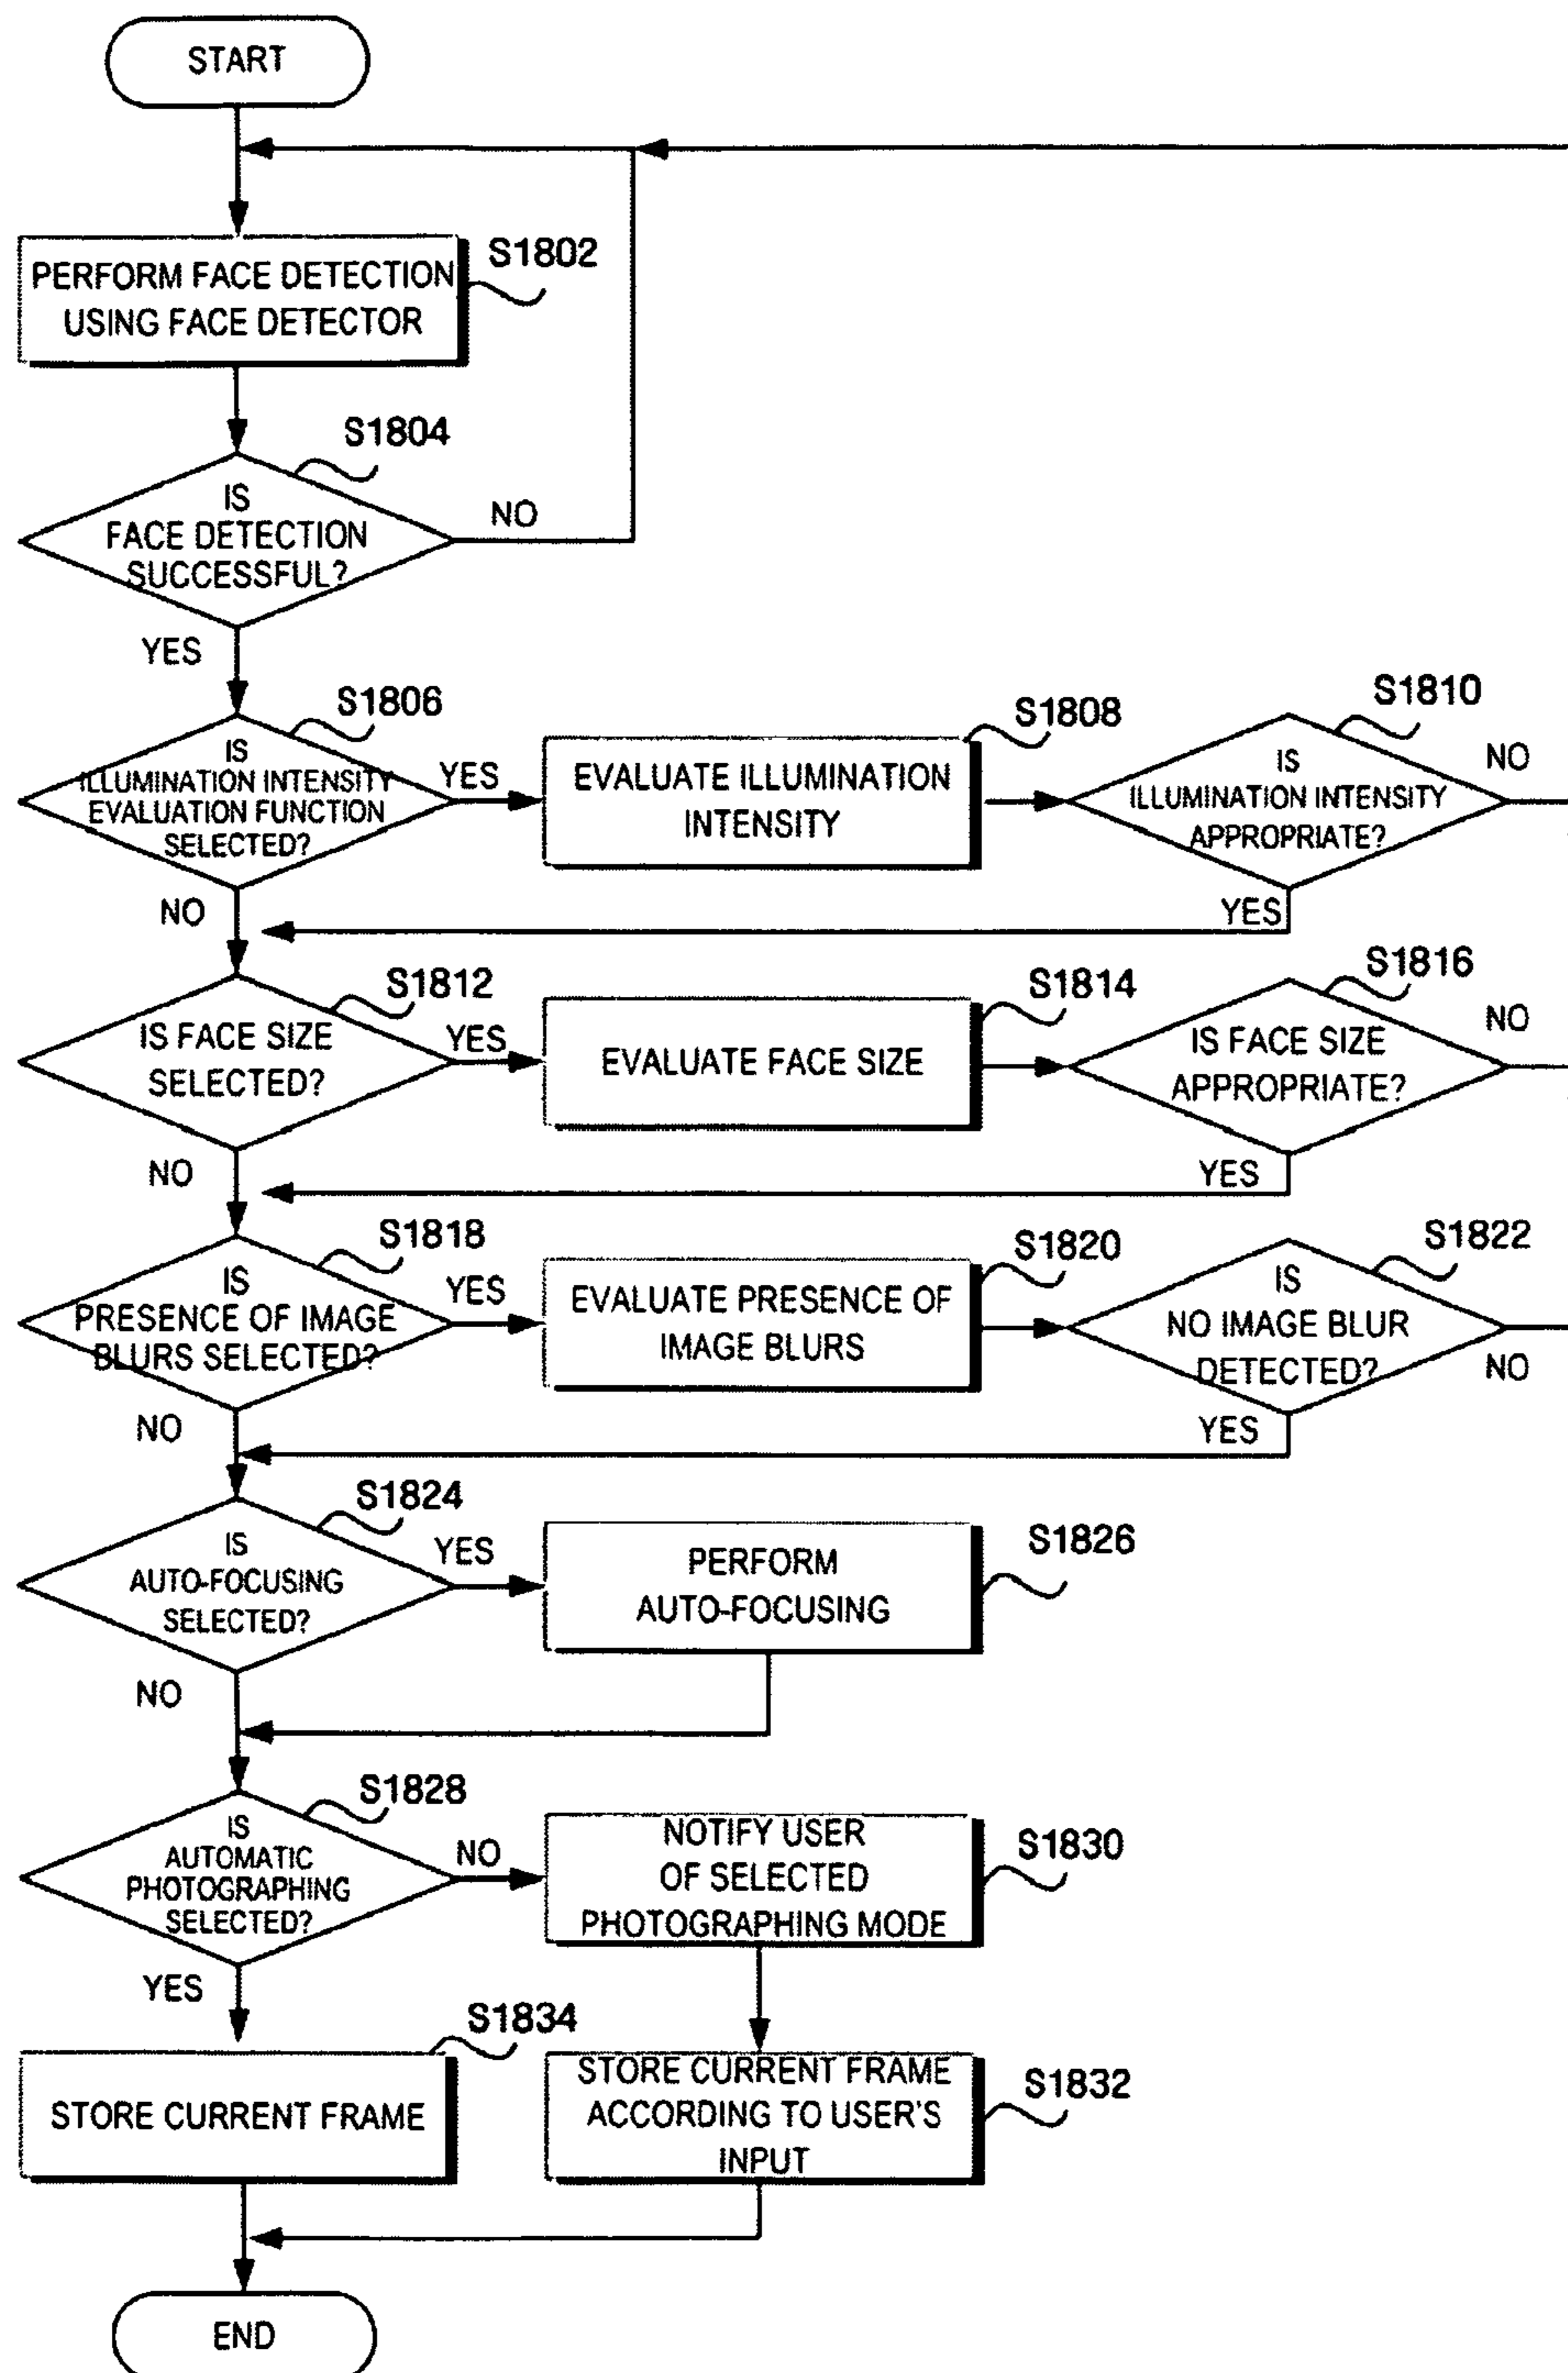 START
PERFORM FACE DETECTION
USING FACE DETECTOR
S1802
S1804
IS
FACE DETECTION
SUCCESSFUL?
NO
YES
S1806
IS
ILLUMINATION INTENSITY
EVALUATION FUNCTION
SELECTED?
YES
NO
S1808
EVALUATE ILLUMINATION
INTENSITY
S1810
IS
ILLUMINATION INTENSITY
APPROPRIATE?
NO
YES
S1812
IS FACE SIZE
SELECTED?
YES
NO
S1814
EVALUATE FACE SIZE
S1816
IS FACE SIZE
APPROPRIATE?
NO
YES
S1818
IS
PRESENCE OF IMAGE
BLURS SELECTED?
YES
NO
S1820
EVALUATE PRESENCE OF
IMAGE BLURS
S1822
IS
NO IMAGE BLUR
DETECTED?
NO
YES
S1824
IS
AUTO-FOCUSING
SELECTED?
YES
NO
S1826
PERFORM
AUTO-FOCUSING
S1828
IS
AUTOMATIC
PHOTOGRAPHING
SELECTED?
NO
YES
S1830
NOTIFY USER
OF SELECTED
PHOTOGRAPHING MODE
S1834
STORE CURRENT FRAME
S1832
STORE CURRENT FRAME
ACCORDING TO USER'S
INPUT
END